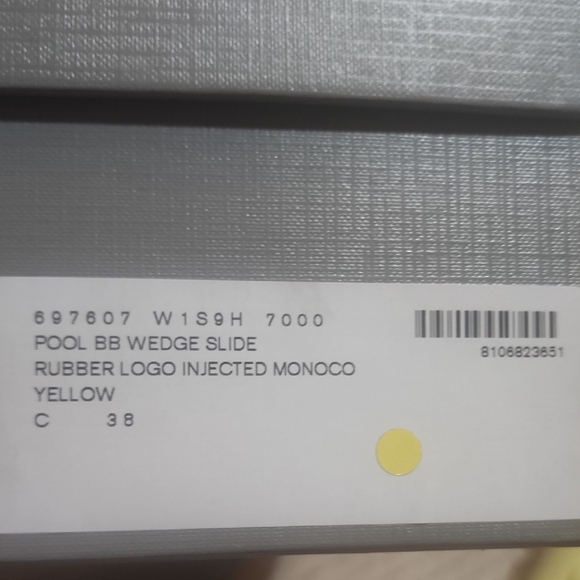 697607 W1S9H 7000
POOL BB WEDGE SLIDE
RUBBER LOGO INJECTED MONOCO
YELLOW
C 38
8106823651